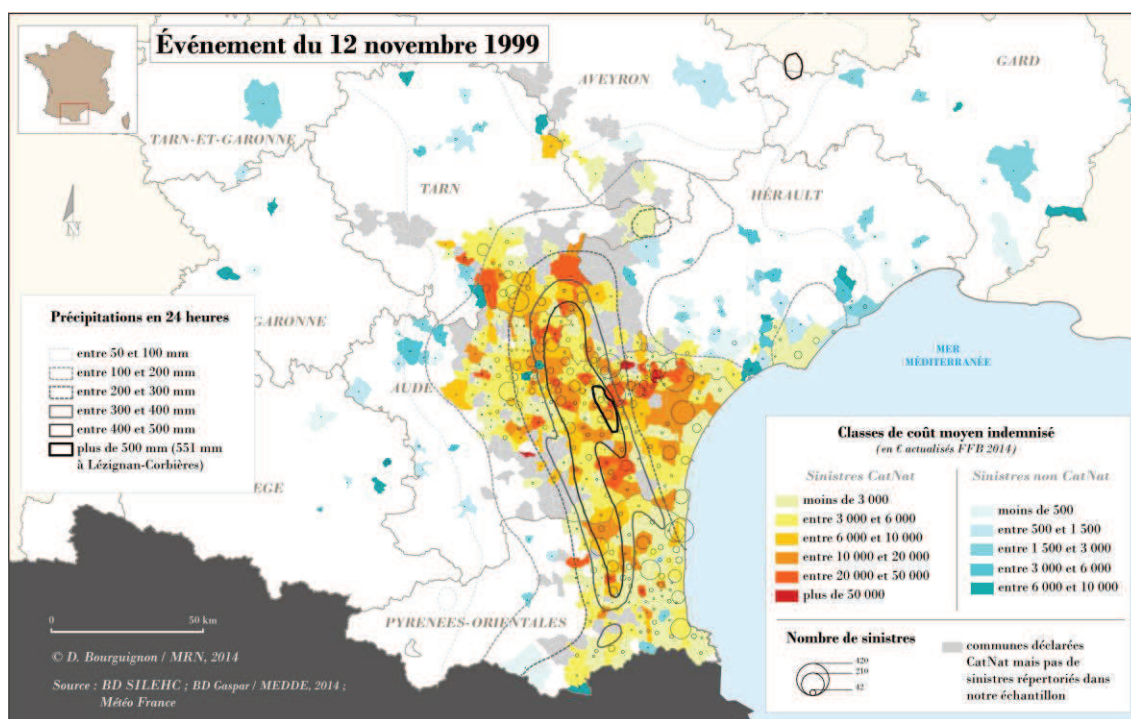 Événement du 12 novembre 1999
AVEYRON
GARD
TARN-ET-GARONNE
TARN
HÉRAULT
N
Précipitations en 24 heures
entre 50 et 100 mm
entre 100 et 200 mm
entre 200 et 300 mm
entre 300 et 400 mm
entre 400 et 500 mm
plus de 500 mm (551 mm
à Lézignan-Corbières)
GARONNE
AUDE
EGE
MER
MÉDITERRANÉE
PYRENEES-ORIENTALES
0 50 km
© D. Bourguignon / MRN, 2014
Source : BD SILEHC ; BD Gaspar / MEDDE, 2014 ;
Météo France
Classes de coût moyen indemnisé
(en € actualisés FFB 2014)
Sinistres CatNat
moins de 3 000
entre 3 000 et 6 000
entre 6 000 et 10 000
entre 10 000 et 20 000
entre 20 000 et 50 000
plus de 50 000
Sinistres non CatNat
moins de 500
entre 500 et 1 500
entre 1 500 et 3 000
entre 3 000 et 6 000
entre 6 000 et 10 000
Nombre de sinistres
420
210
42
communes déclarées
CatNat mais pas de
sinistres répertoriés dans
notre échantillon